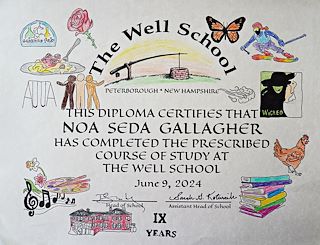 The Well School
PETERBOROUGH • NEW HAMPSHIRE
AUA
WICKED
THIS DIPLOMA CERTIFIES THAT
NOA SEDA GALLAGHER
HAS COMPLETED THE PRESCRIBED
COURSE OF STUDY AT
THE WELL SCHOOL
June 9, 2024
Head of School
Assistant Head of School
IX
YEARS